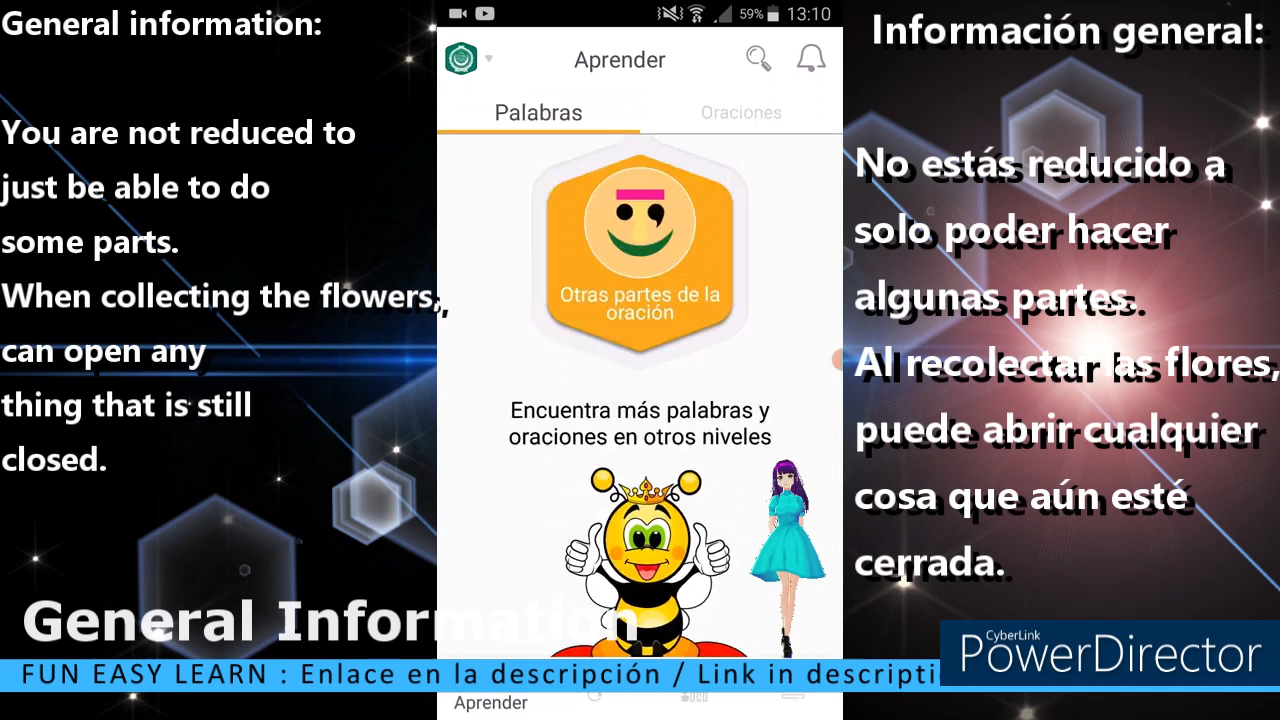 General information:
You are not reduced to
just be able to do
some parts.
When collecting the flowers,
can open any
thing that is still
closed.
59% 13:10
Aprender
Palabras
Oraciones
Otras partes de la
oración
Encuentra más palabras y
oraciones en otros niveles
Información general:
No estás reducido a
solo poder hacer
algunas partes.
Al recolectar las flores,
puede abrir cualquier
cosa que aún esté
cerrada.
General Information
FUN EASY LEARN : Enlace en la descripción / Link in descripti
CyberLink
PowerDirector
Aprender